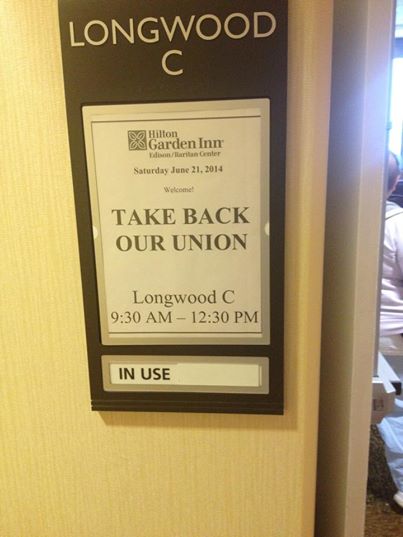 LONGWOOD
C
Hilton
Garden Inn
Edison/Raritan Center
Saturday June 21, 2014
Welcome!
TAKE BACK
OUR UNION
Longwood C
9:30 AM – 12:30 PM
IN USE